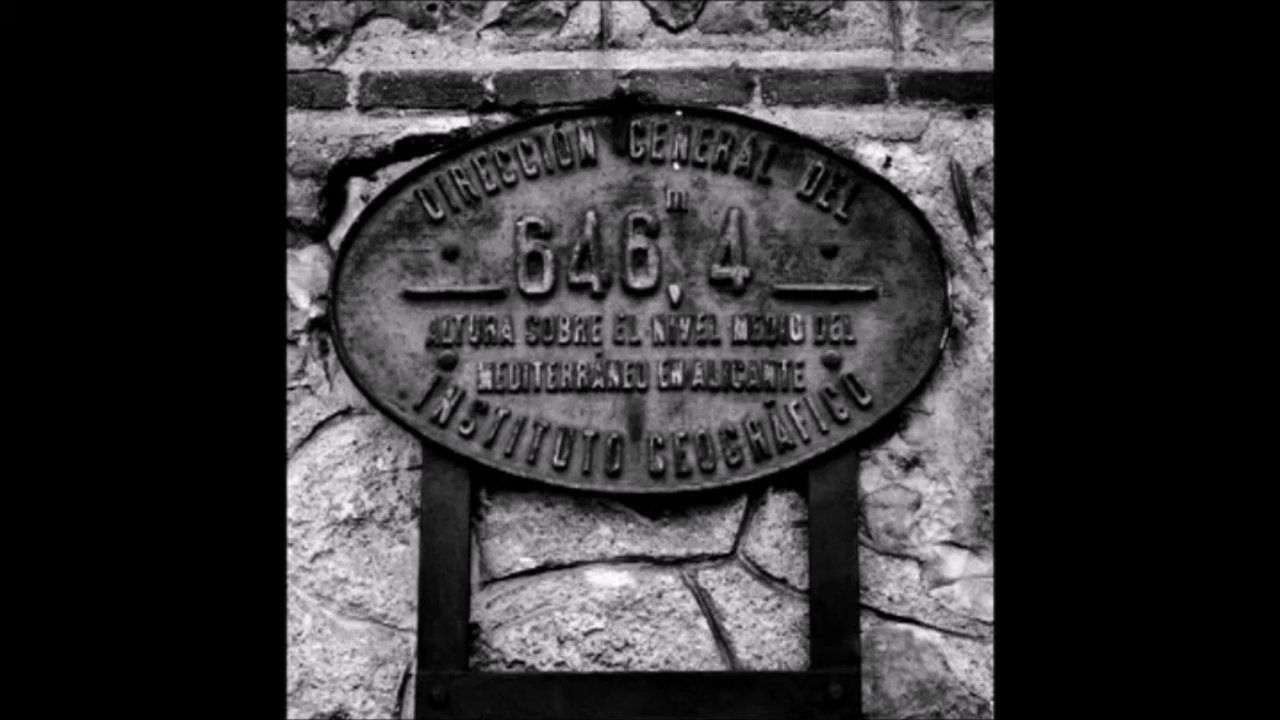 DIRECCIÓN GENERAL DEL
m
646,4
ALTURA SOBRE EL NIVEL MEDIO DEL
MEDITERRÁNEO EN ALICANTE
INSTITUTO GEOGRÁFICO